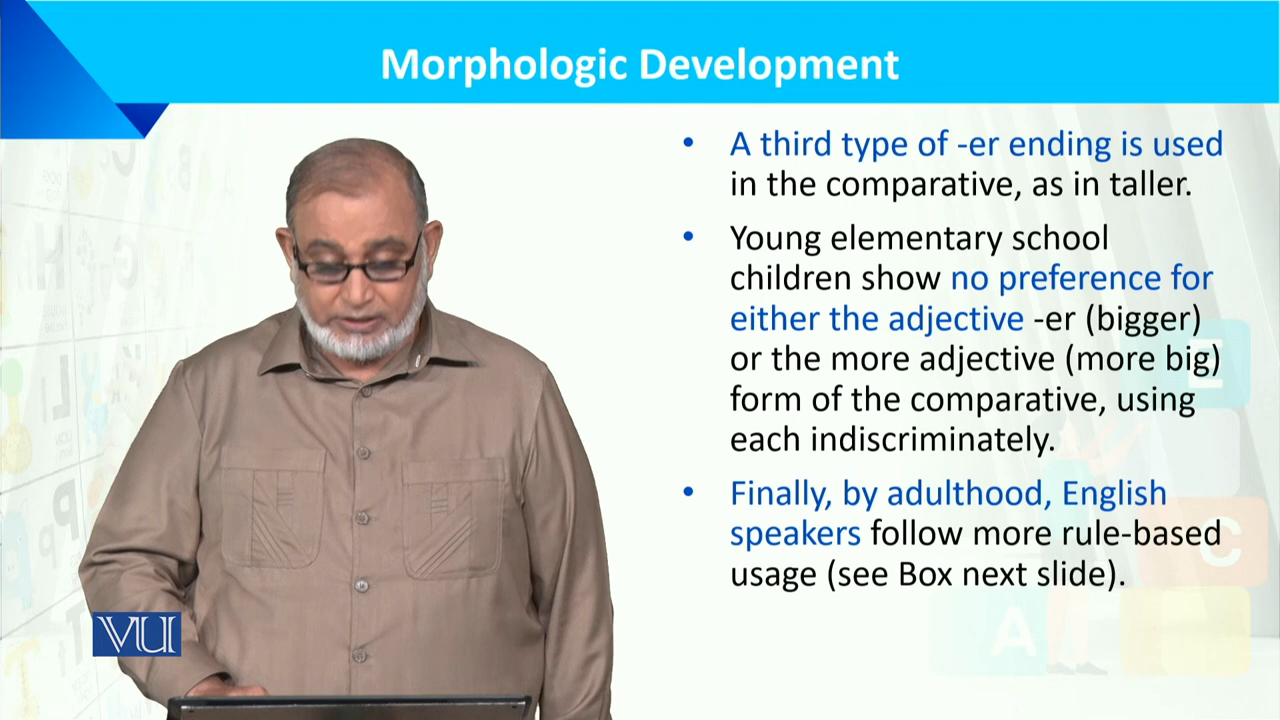 Morphologic Development
• A third type of -er ending is used
in the comparative, as in taller.
• Young elementary school
children show no preference for
either the adjective -er (bigger)
or the more adjective (more big)
form of the comparative, using
each indiscriminately.
• Finally, by adulthood, English
speakers follow more rule-based
usage (see Box next slide).
VU
E
C
A